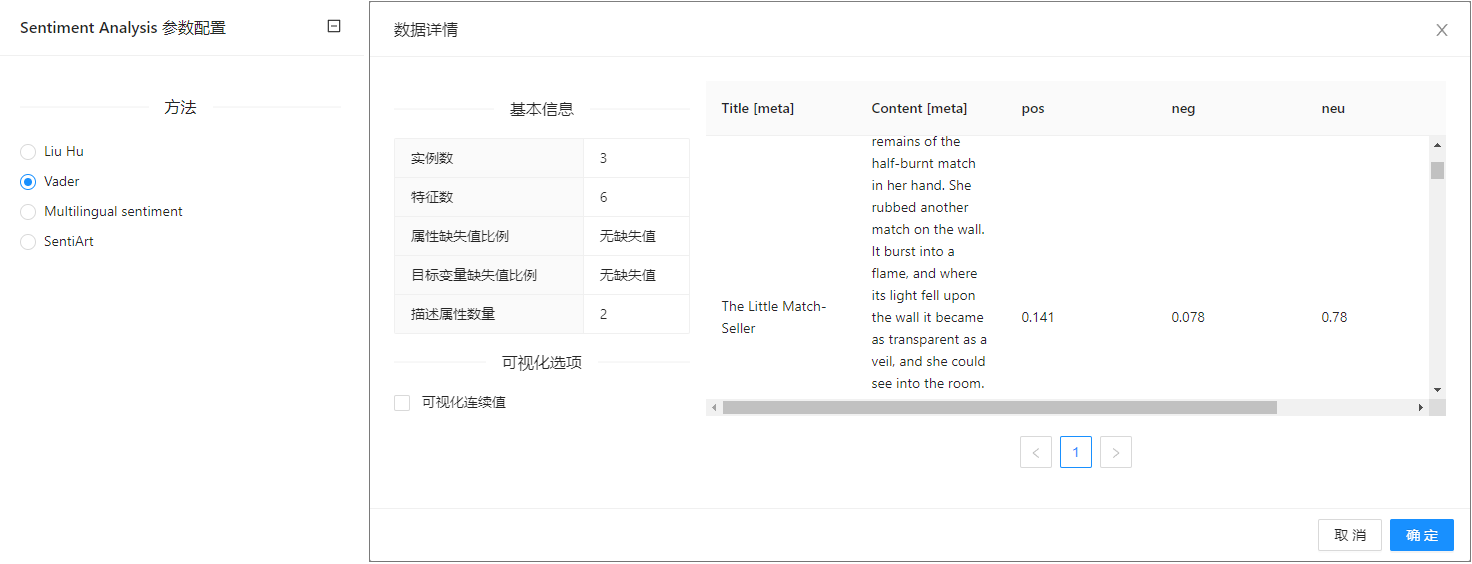 Sentiment Analysis 参数配置
方法
Liu Hu
Vader
Multilingual sentiment
SentiArt
数据详情
基本信息
实例数 3
特征数 6
属性缺失值比例 无缺失值
目标变量缺失值比例 无缺失值
描述属性数量 2
可视化选项
可视化连续值
Title [meta] Content [meta] pos neg neu
remains of the
half-burnt match
in her hand. She
rubbed another
match on the wall.
It burst into a
flame, and where
its light fell upon
the wall it became
as transparent as a
veil, and she could
see into the room.
The Little Match-
Seller
0.141 0.078 0.78
1
取 消 确 定